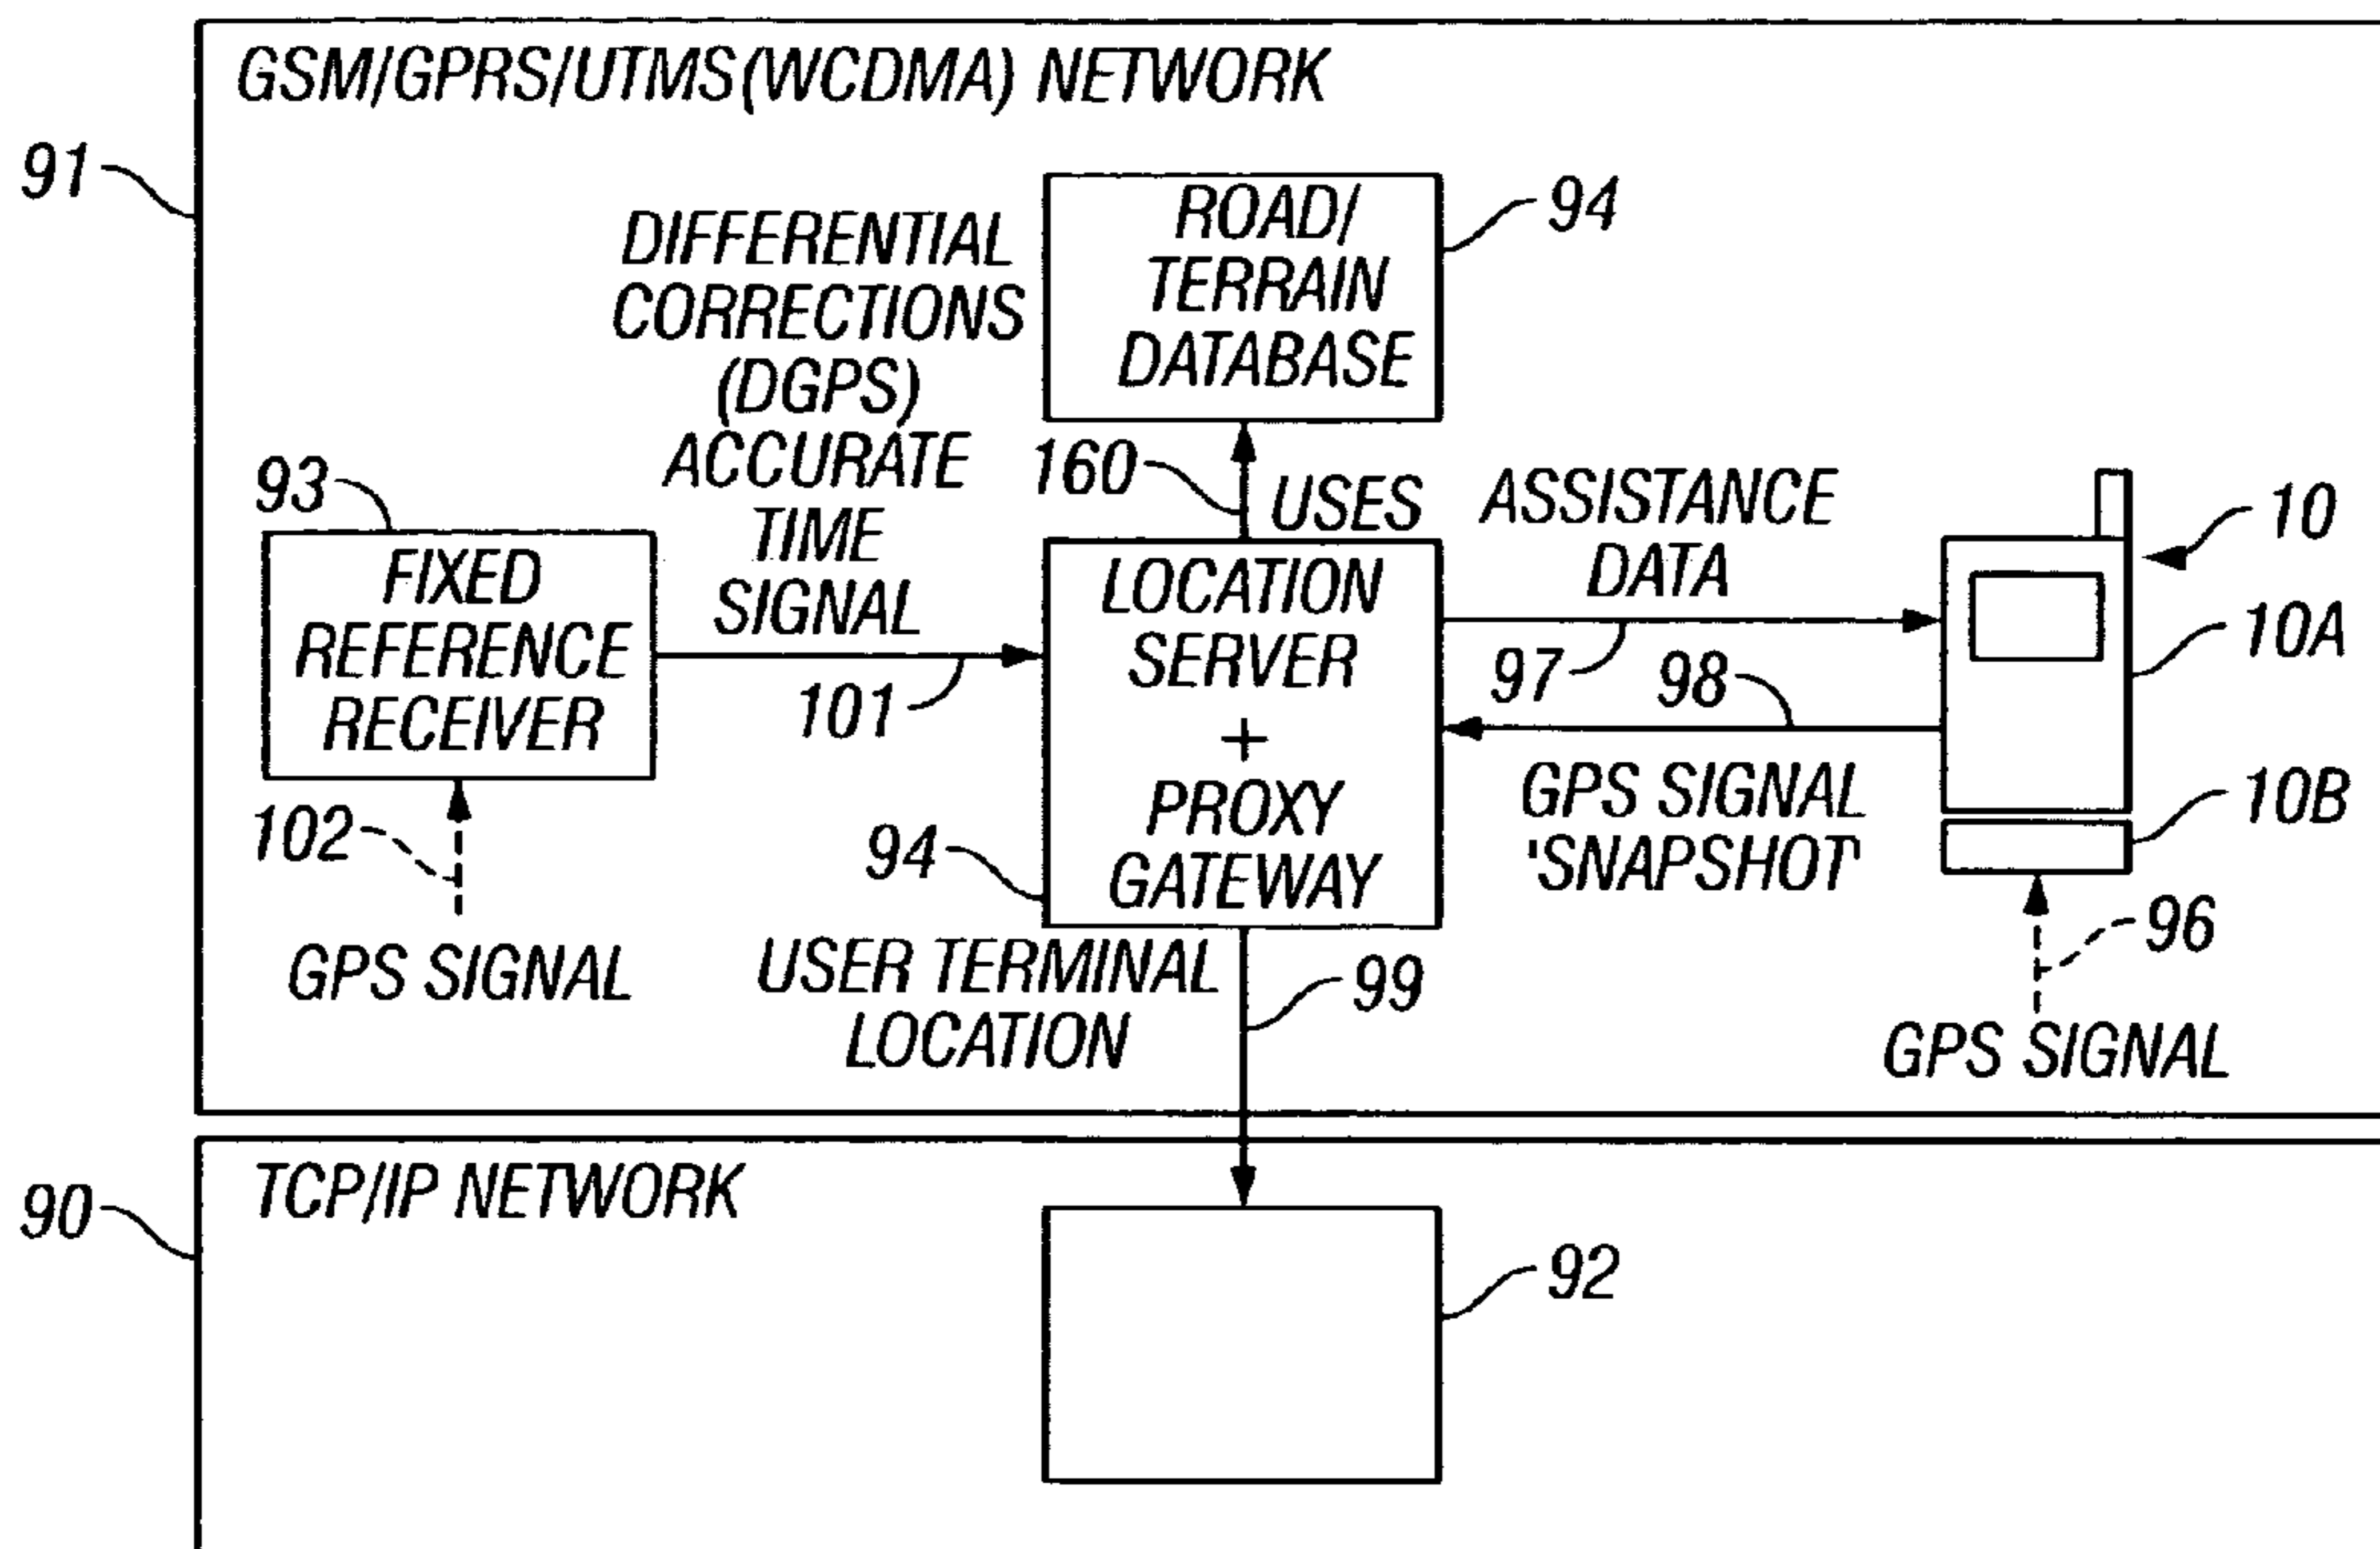 GSM/GPRS/UTMS(WCDMA) NETWORK
91
DIFFERENTIAL
CORRECTIONS
(DGPS)
ACCURATE
TIME
SIGNAL
ROAD/
TERRAIN
DATABASE
94
160
USES
93
FIXED
REFERENCE
RECEIVER
101
102
GPS SIGNAL
LOCATION
SERVER
+
PROXY
GATEWAY
94
ASSISTANCE
DATA
97
98
GPS SIGNAL
'SNAPSHOT'
10
10A
10B
96
GPS SIGNAL
USER TERMINAL
LOCATION
99
90
TCP/IP NETWORK
92